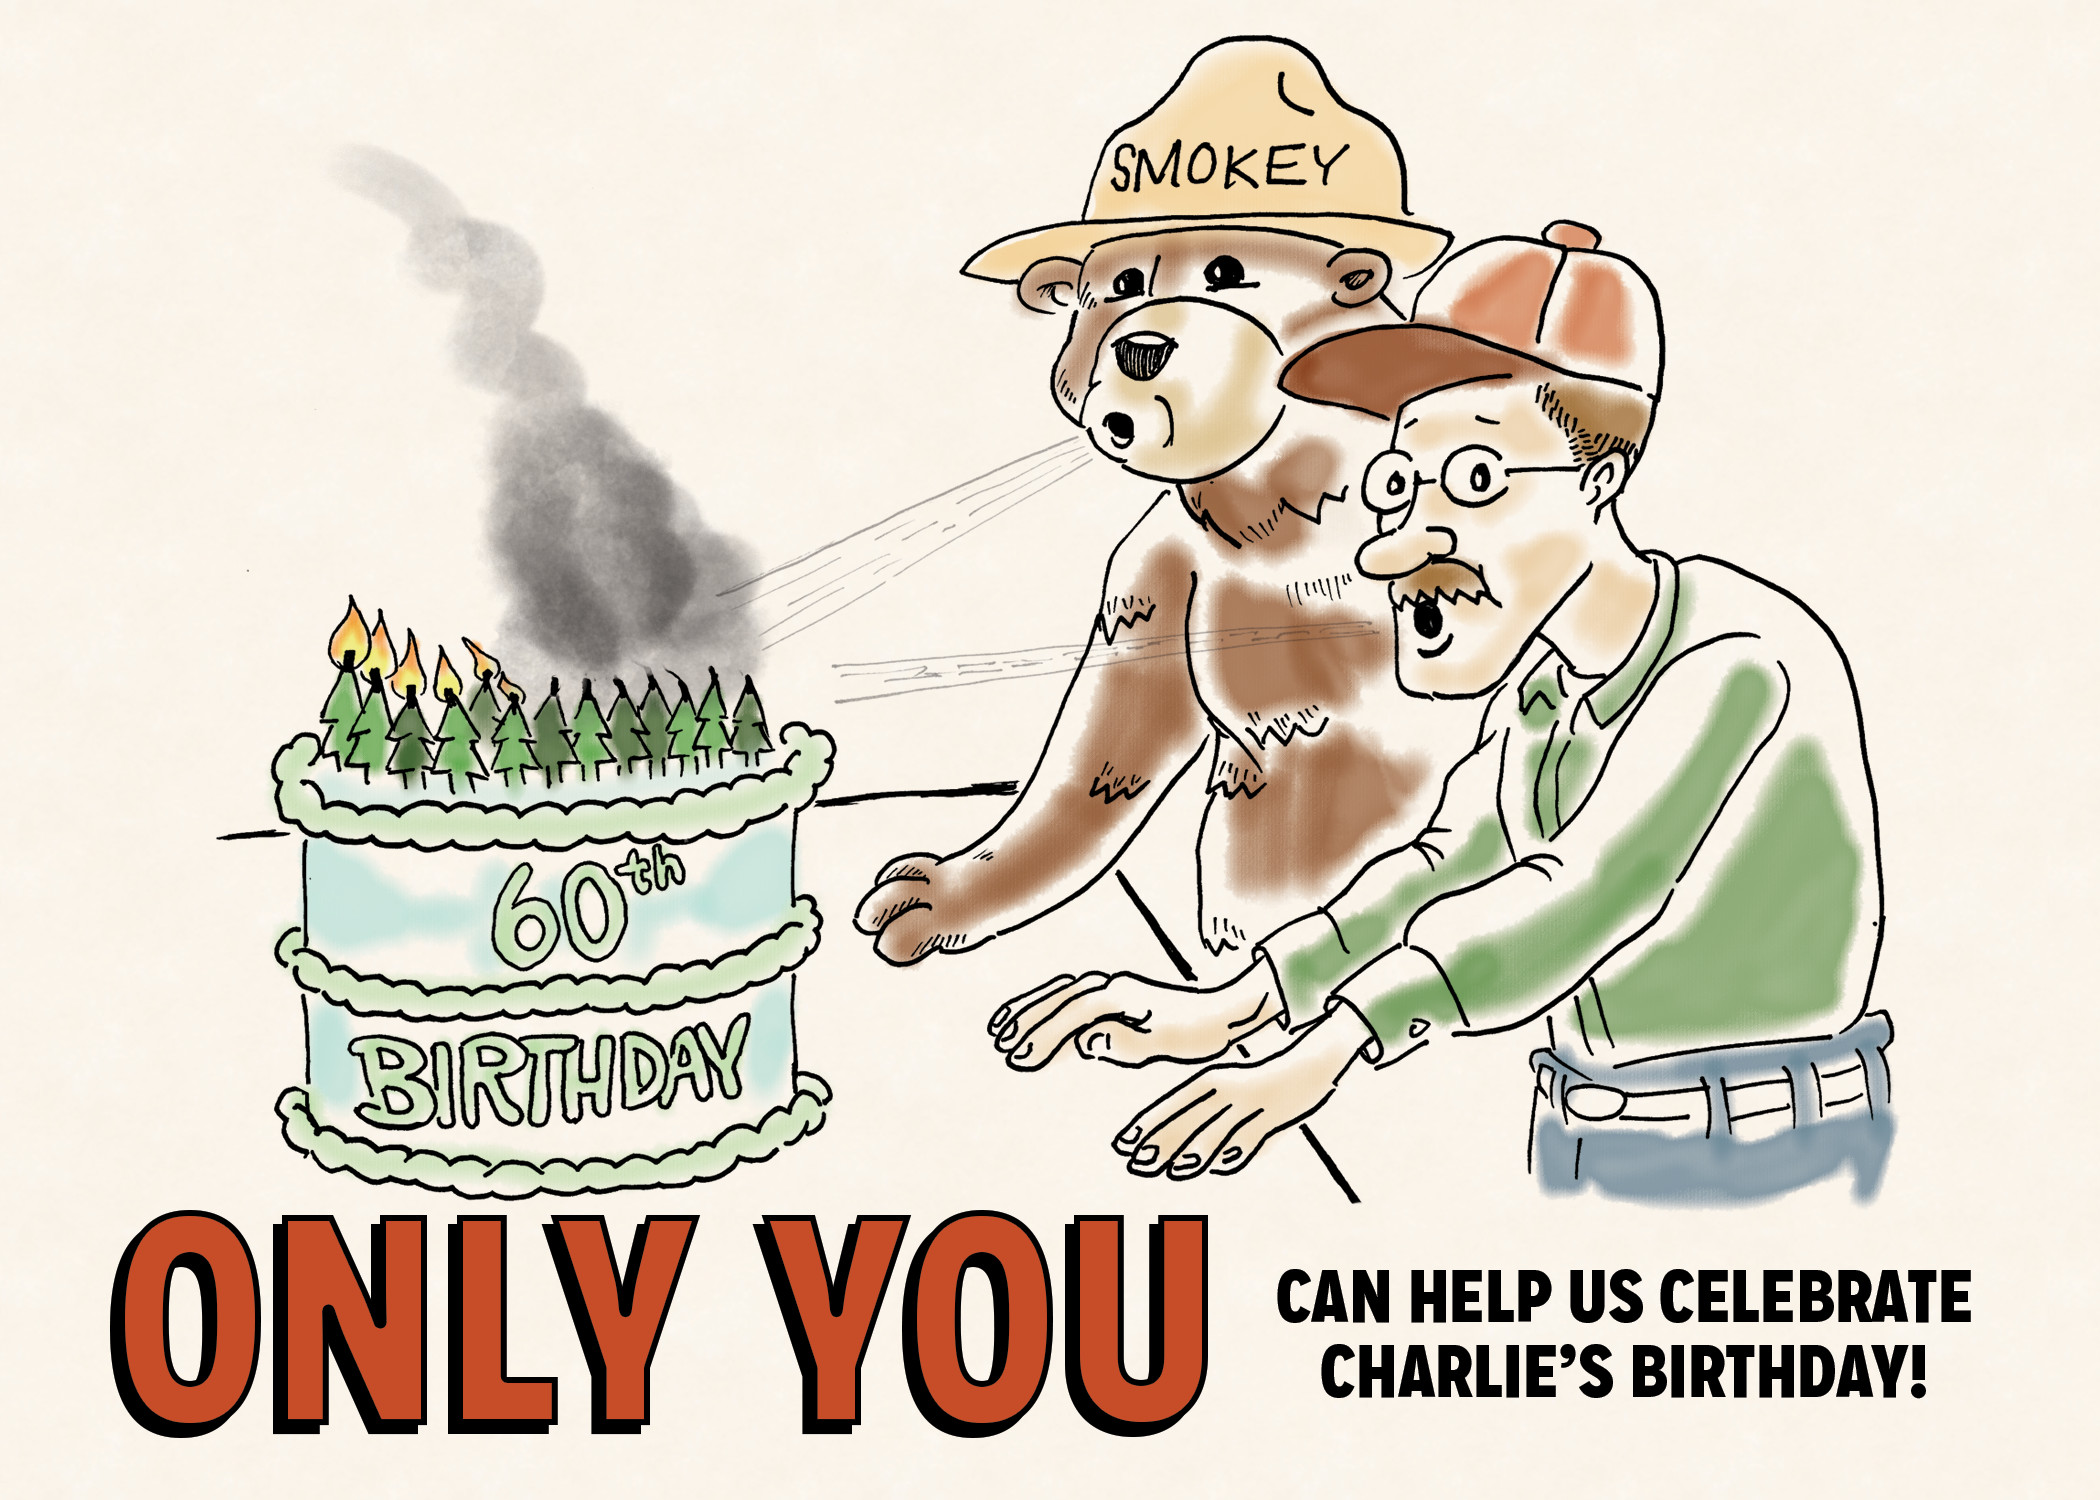 SMOKEY
60th
BIRTHDAY
ONLY YOU
CAN HELP US CELEBRATE
CHARLIE'S BIRTHDAY!